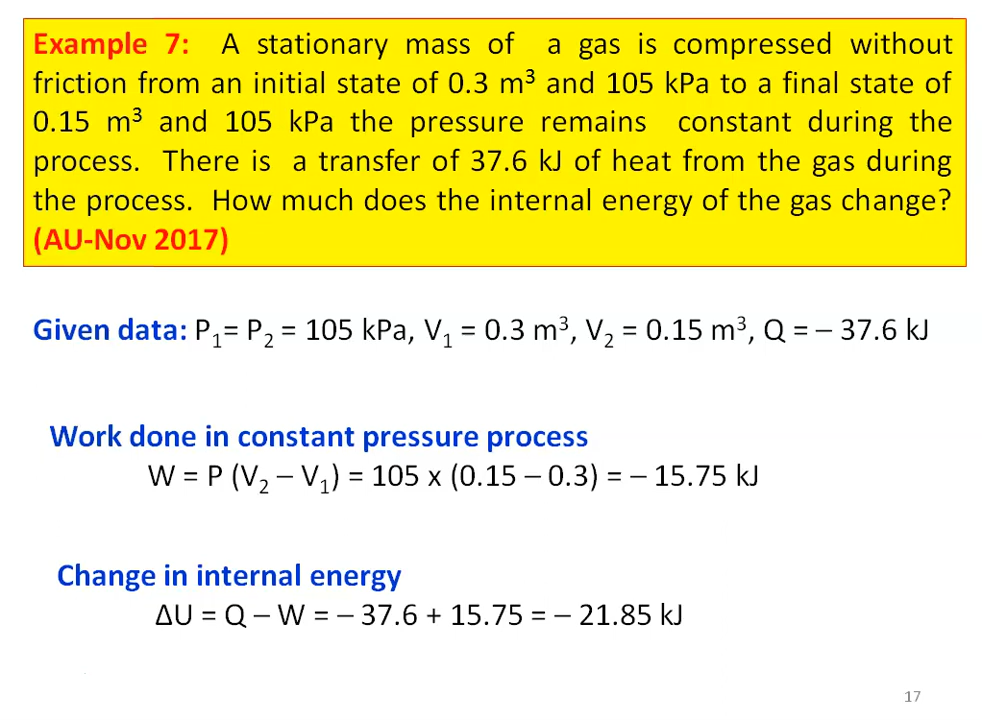 Example 7: A stationary mass of a gas is compressed without
friction from an initial state of 0.3 m³ and 105 kPa to a final state of
0.15 m³ and 105 kPa the pressure remains constant during the
process. There is a transfer of 37.6 kJ of heat from the gas during
the process. How much does the internal energy of the gas change?
(AU-Nov 2017)
Given data: P₁= P₂ = 105 kPa, V₁ = 0.3 m³, V₂ = 0.15 m³, Q = – 37.6 kJ
Work done in constant pressure process
W = P (V₂ – V₁) = 105 x (0.15 – 0.3) = – 15.75 kJ
Change in internal energy
ΔU = Q – W = – 37.6 + 15.75 = – 21.85 kJ
17